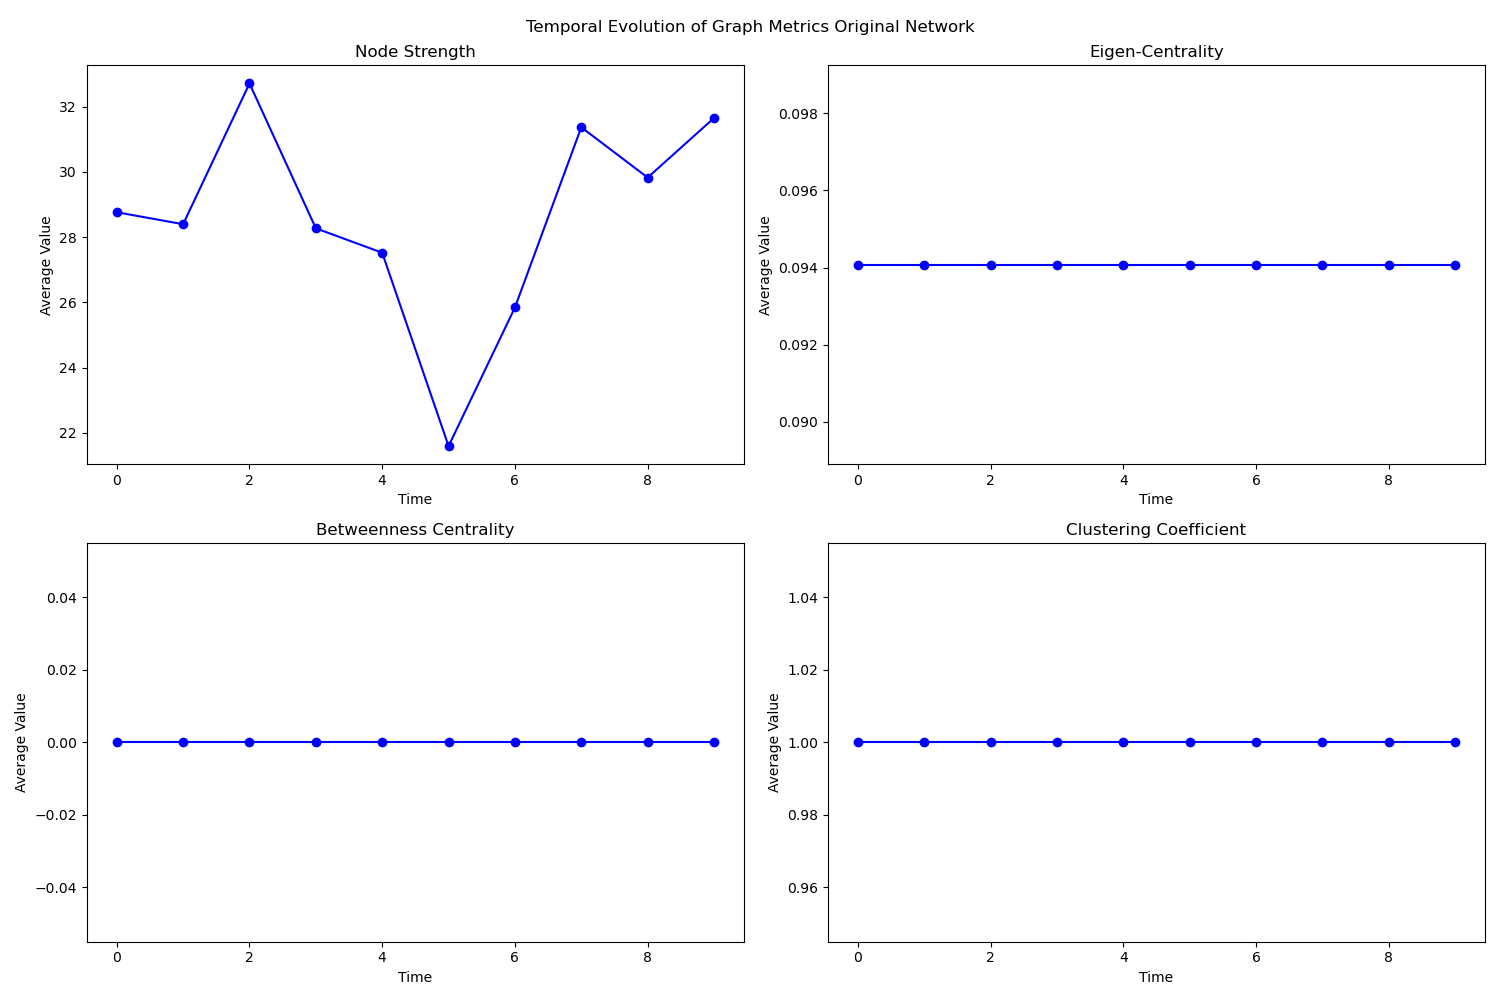 Temporal Evolution of Graph Metrics Original Network
Node Strength
32
30
28
26
24
22
Average Value
0 2 4 6 8
Time
Eigen-Centrality
0.098
0.096
0.094
0.092
0.090
Average Value
0 2 4 6 8
Time
Betweenness Centrality
0.04
0.02
0.00
−0.02
−0.04
Average Value
0 2 4 6 8
Time
Clustering Coefficient
1.04
1.02
1.00
0.98
0.96
Average Value
0 2 4 6 8
Time